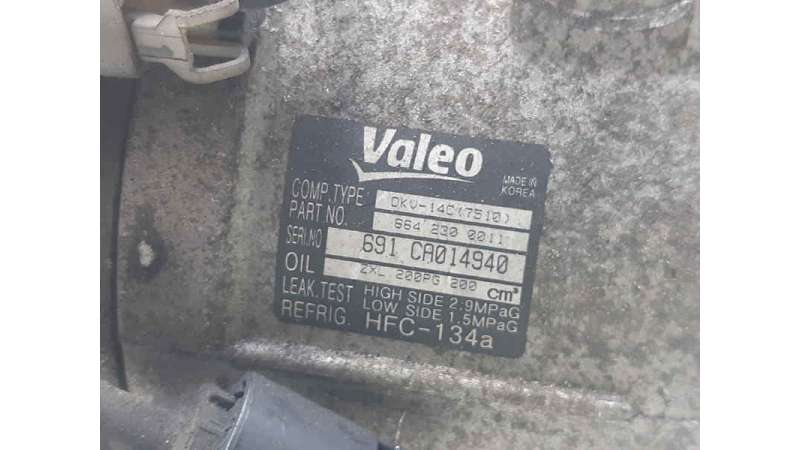 Valeo
MADE IN
KOREA
COMP.TYPE DKV-14C(7510)
PART NO. 664 230 0011
SERI.NO 691 CA014940
OIL ZXL 200PG 200 cm³
LEAK.TEST HIGH SIDE 2.9MPaG
LOW SIDE 1.5MPaG
REFRIG. HFC-134a